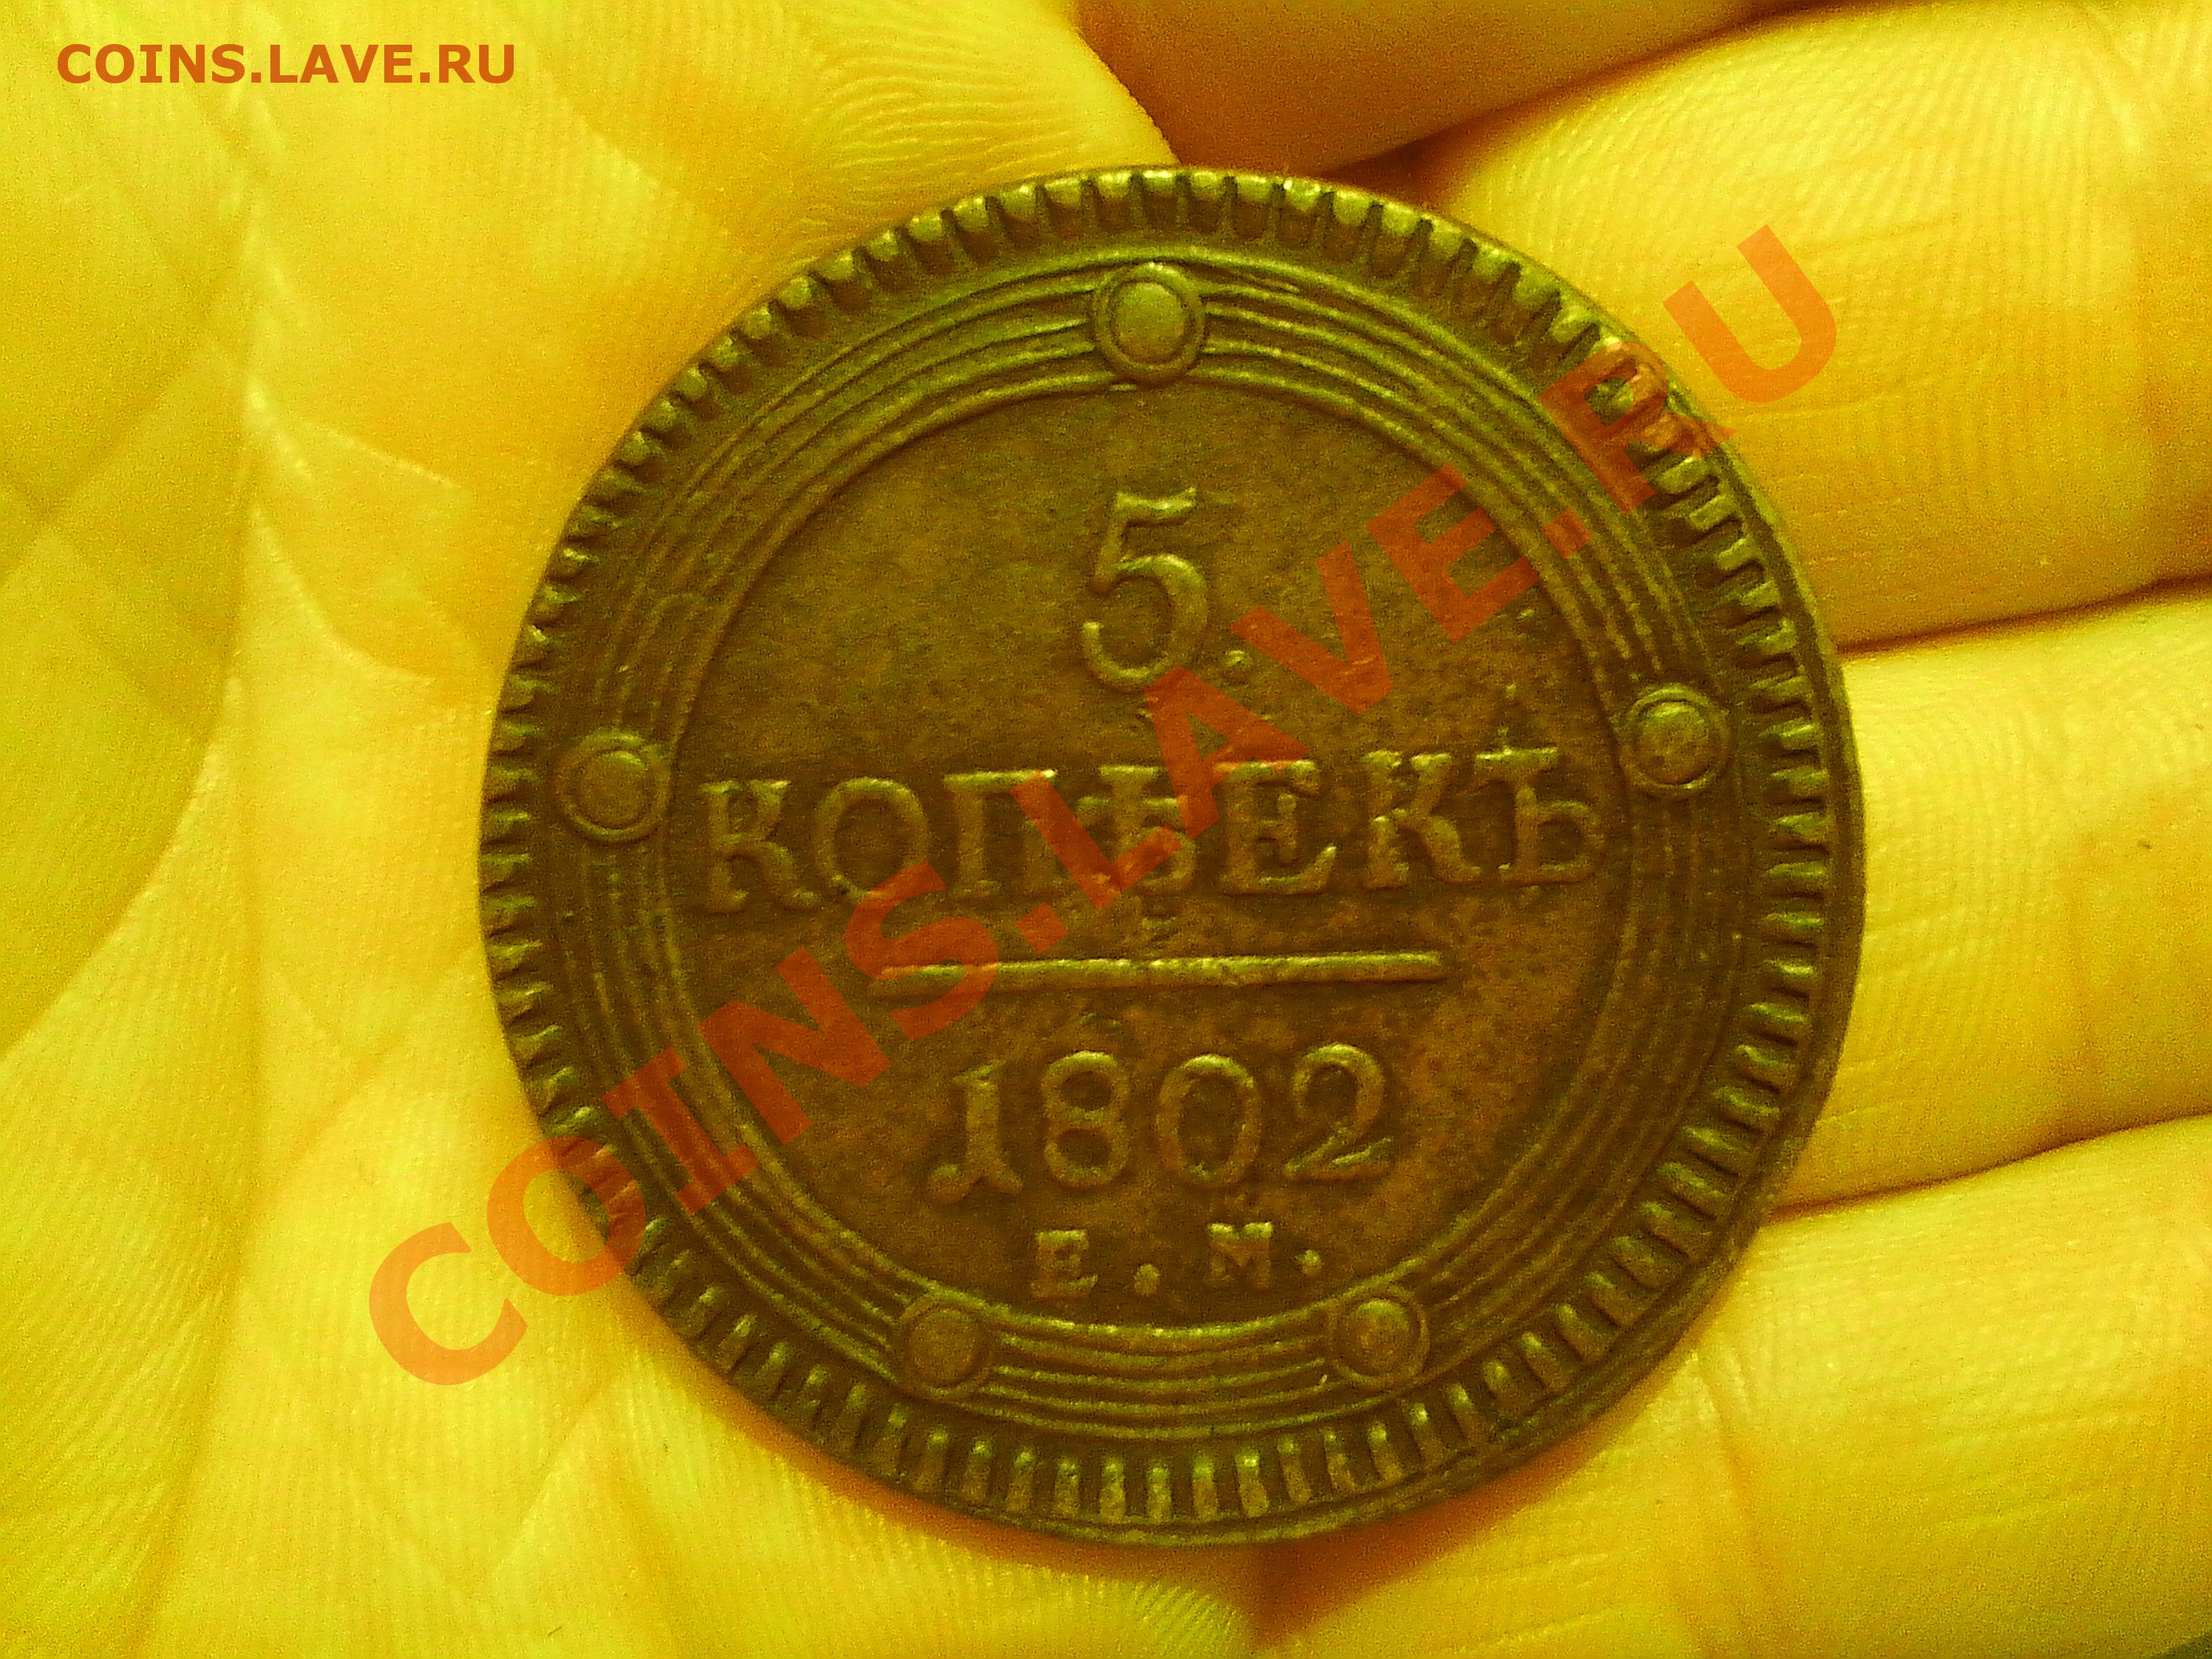 COINS.LAVE.RU
5.
КОПѢЕКЪ
1802
Е.М.
COINS.LAVE.RU